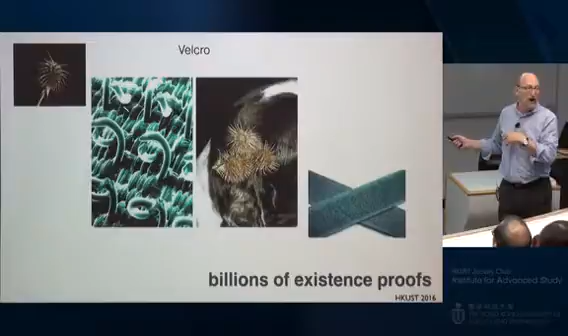 Velcro
billions of existence proofs
HKUST 2016
HKUST Jockey Club
Institute for Advanced Study